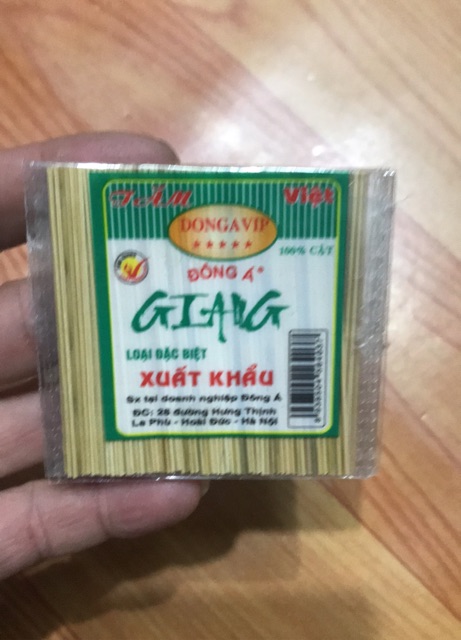 TĂM Việt
DONGAVIP
100% CẬT
ĐÔNG Á®
GIANG
LOẠI ĐẶC BIỆT
XUẤT KHẨU
Sx tại doanh nghiệp Đông Á
ĐC: 26 đường Hưng Thịnh
La Phù - Hoài Đức - Hà Nội